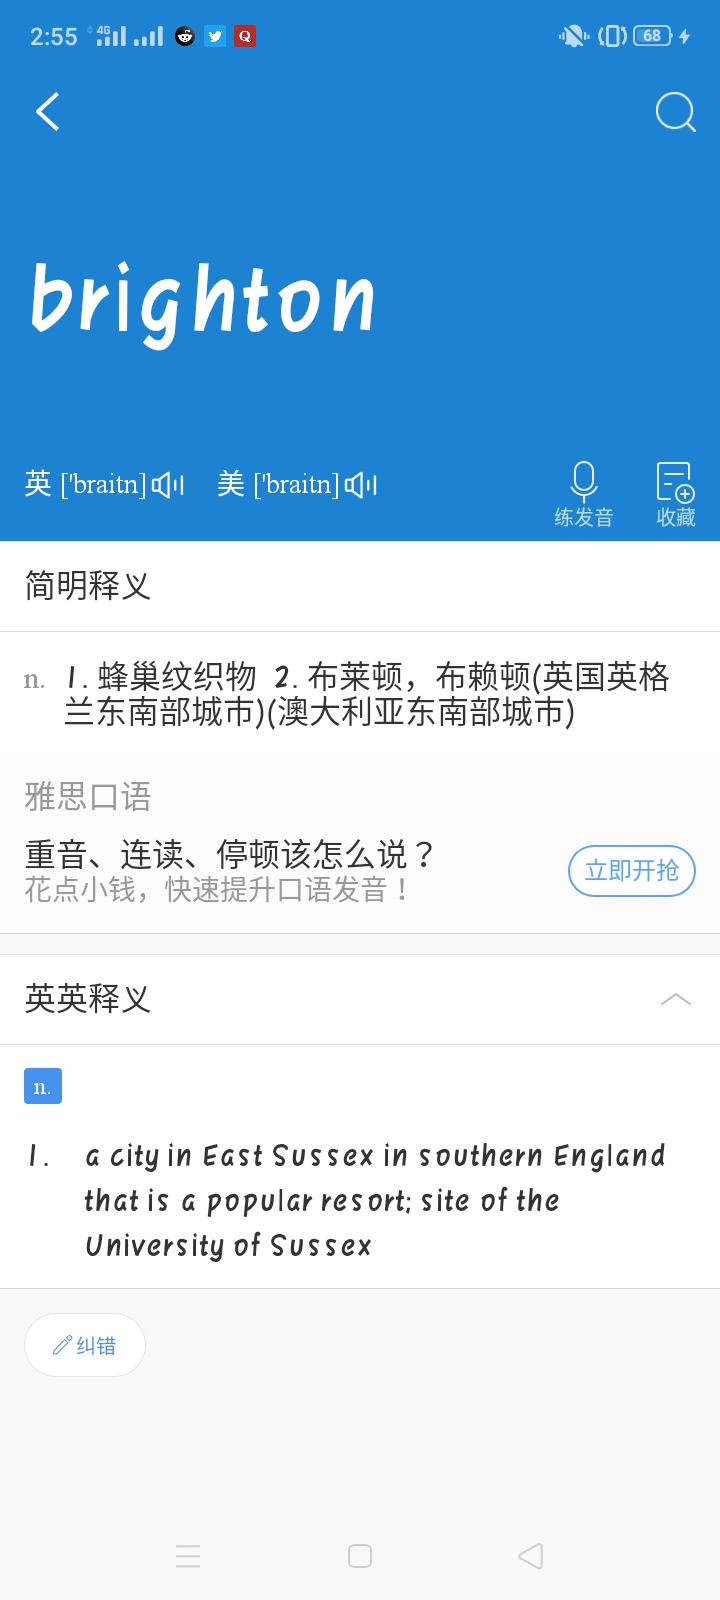 2:55 4G 68
brighton
英 ['braitn] 美 ['braitn]
练发音 收藏
简明释义
n. 1. 蜂巢纹织物 2. 布莱顿，布赖顿(英国英格
兰东南部城市)(澳大利亚东南部城市)
雅思口语
重音、连读、停顿该怎么说？
花点小钱，快速提升口语发音！
立即开抢
英英释义
n.
1. a city in East Sussex in southern England
that is a popular resort; site of the
University of Sussex
纠错